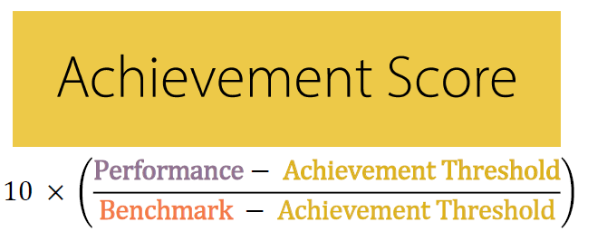 Achievement Score
10 × (Performance − Achievement Threshold / Benchmark − Achievement Threshold)